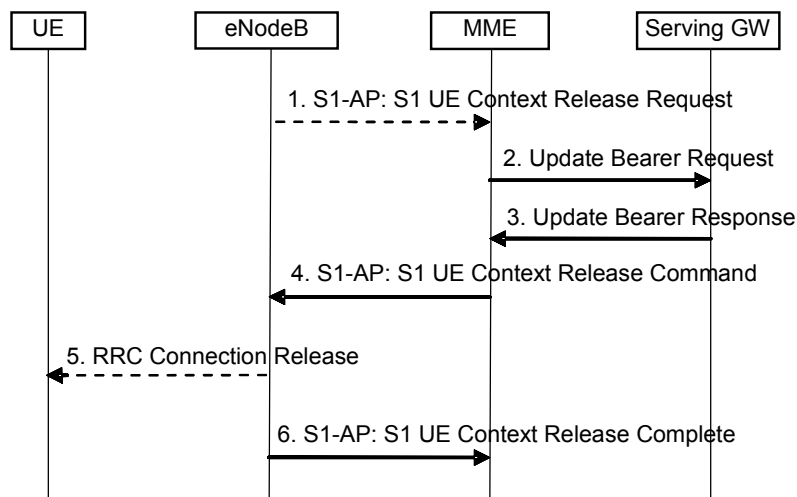 UE eNodeB MME Serving GW
1. S1-AP: S1 UE Context Release Request
2. Update Bearer Request
3. Update Bearer Response
4. S1-AP: S1 UE Context Release Command
5. RRC Connection Release
6. S1-AP: S1 UE Context Release Complete